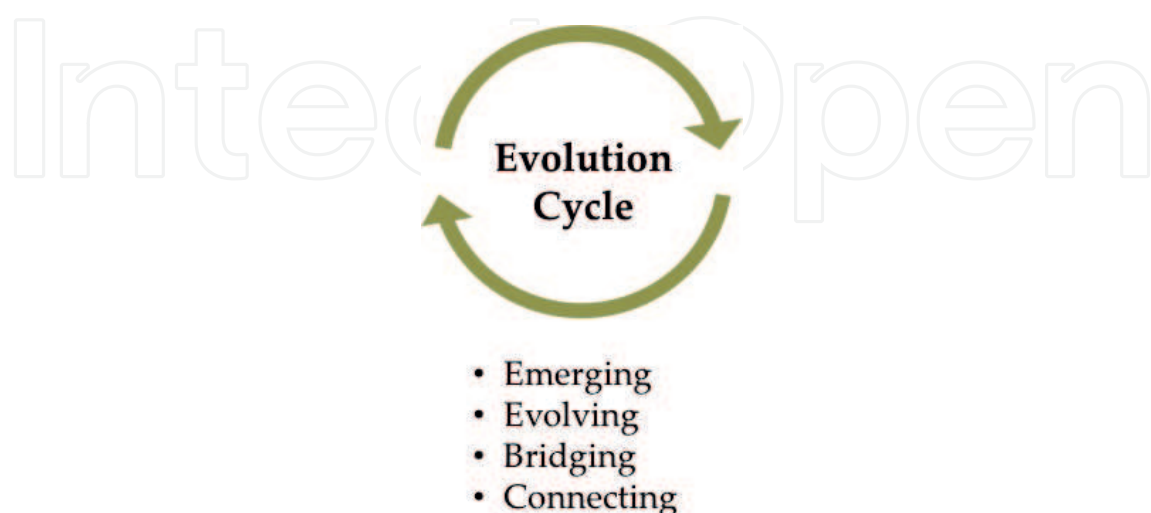 IntechOpen
Evolution
Cycle
• Emerging
• Evolving
• Bridging
• Connecting